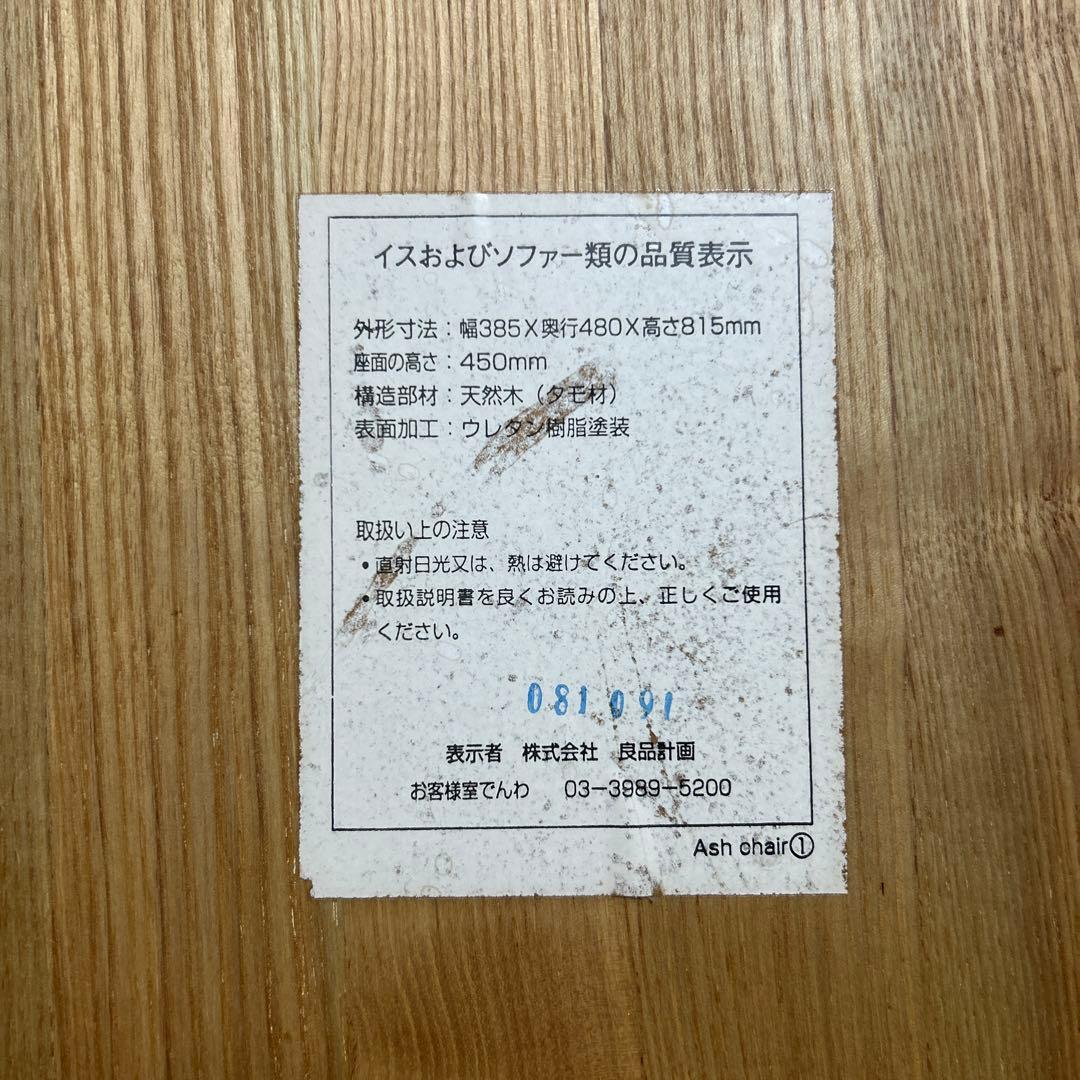 イスおよびソファー類の品質表示
外形寸法：幅385X奥行480X高さ815mm
座面の高さ：450mm
構造部材：天然木（タモ材）
表面加工：ウレタン樹脂塗装
取扱い上の注意
・直射日光又は、熱は避けてください。
・取扱説明書を良くお読みの上、正しくご使用
ください。
081091
表示者 株式会社 良品計画
お客様室でんわ 03-3989-5200
Ash chair①